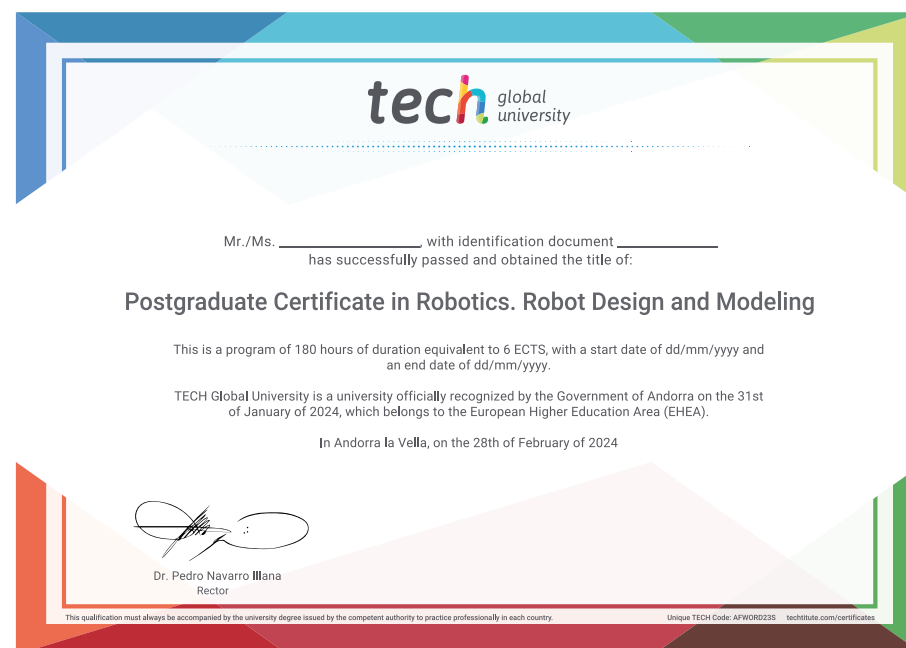 tech global university
Mr./Ms. ____________, with identification document ____________
has successfully passed and obtained the title of:
Postgraduate Certificate in Robotics. Robot Design and Modeling
This is a program of 180 hours of duration equivalent to 6 ECTS, with a start date of dd/mm/yyyy and
an end date of dd/mm/yyyy.
TECH Global University is a university officially recognized by the Government of Andorra on the 31st
of January of 2024, which belongs to the European Higher Education Area (EHEA).
In Andorra la Vella, on the 28th of February of 2024
Dr. Pedro Navarro Illana
Rector
This qualification must always be accompanied by the university degree issued by the competent authority to practice professionally in each country.
Unique TECH Code: AFWORD23S techtitute.com/certificates